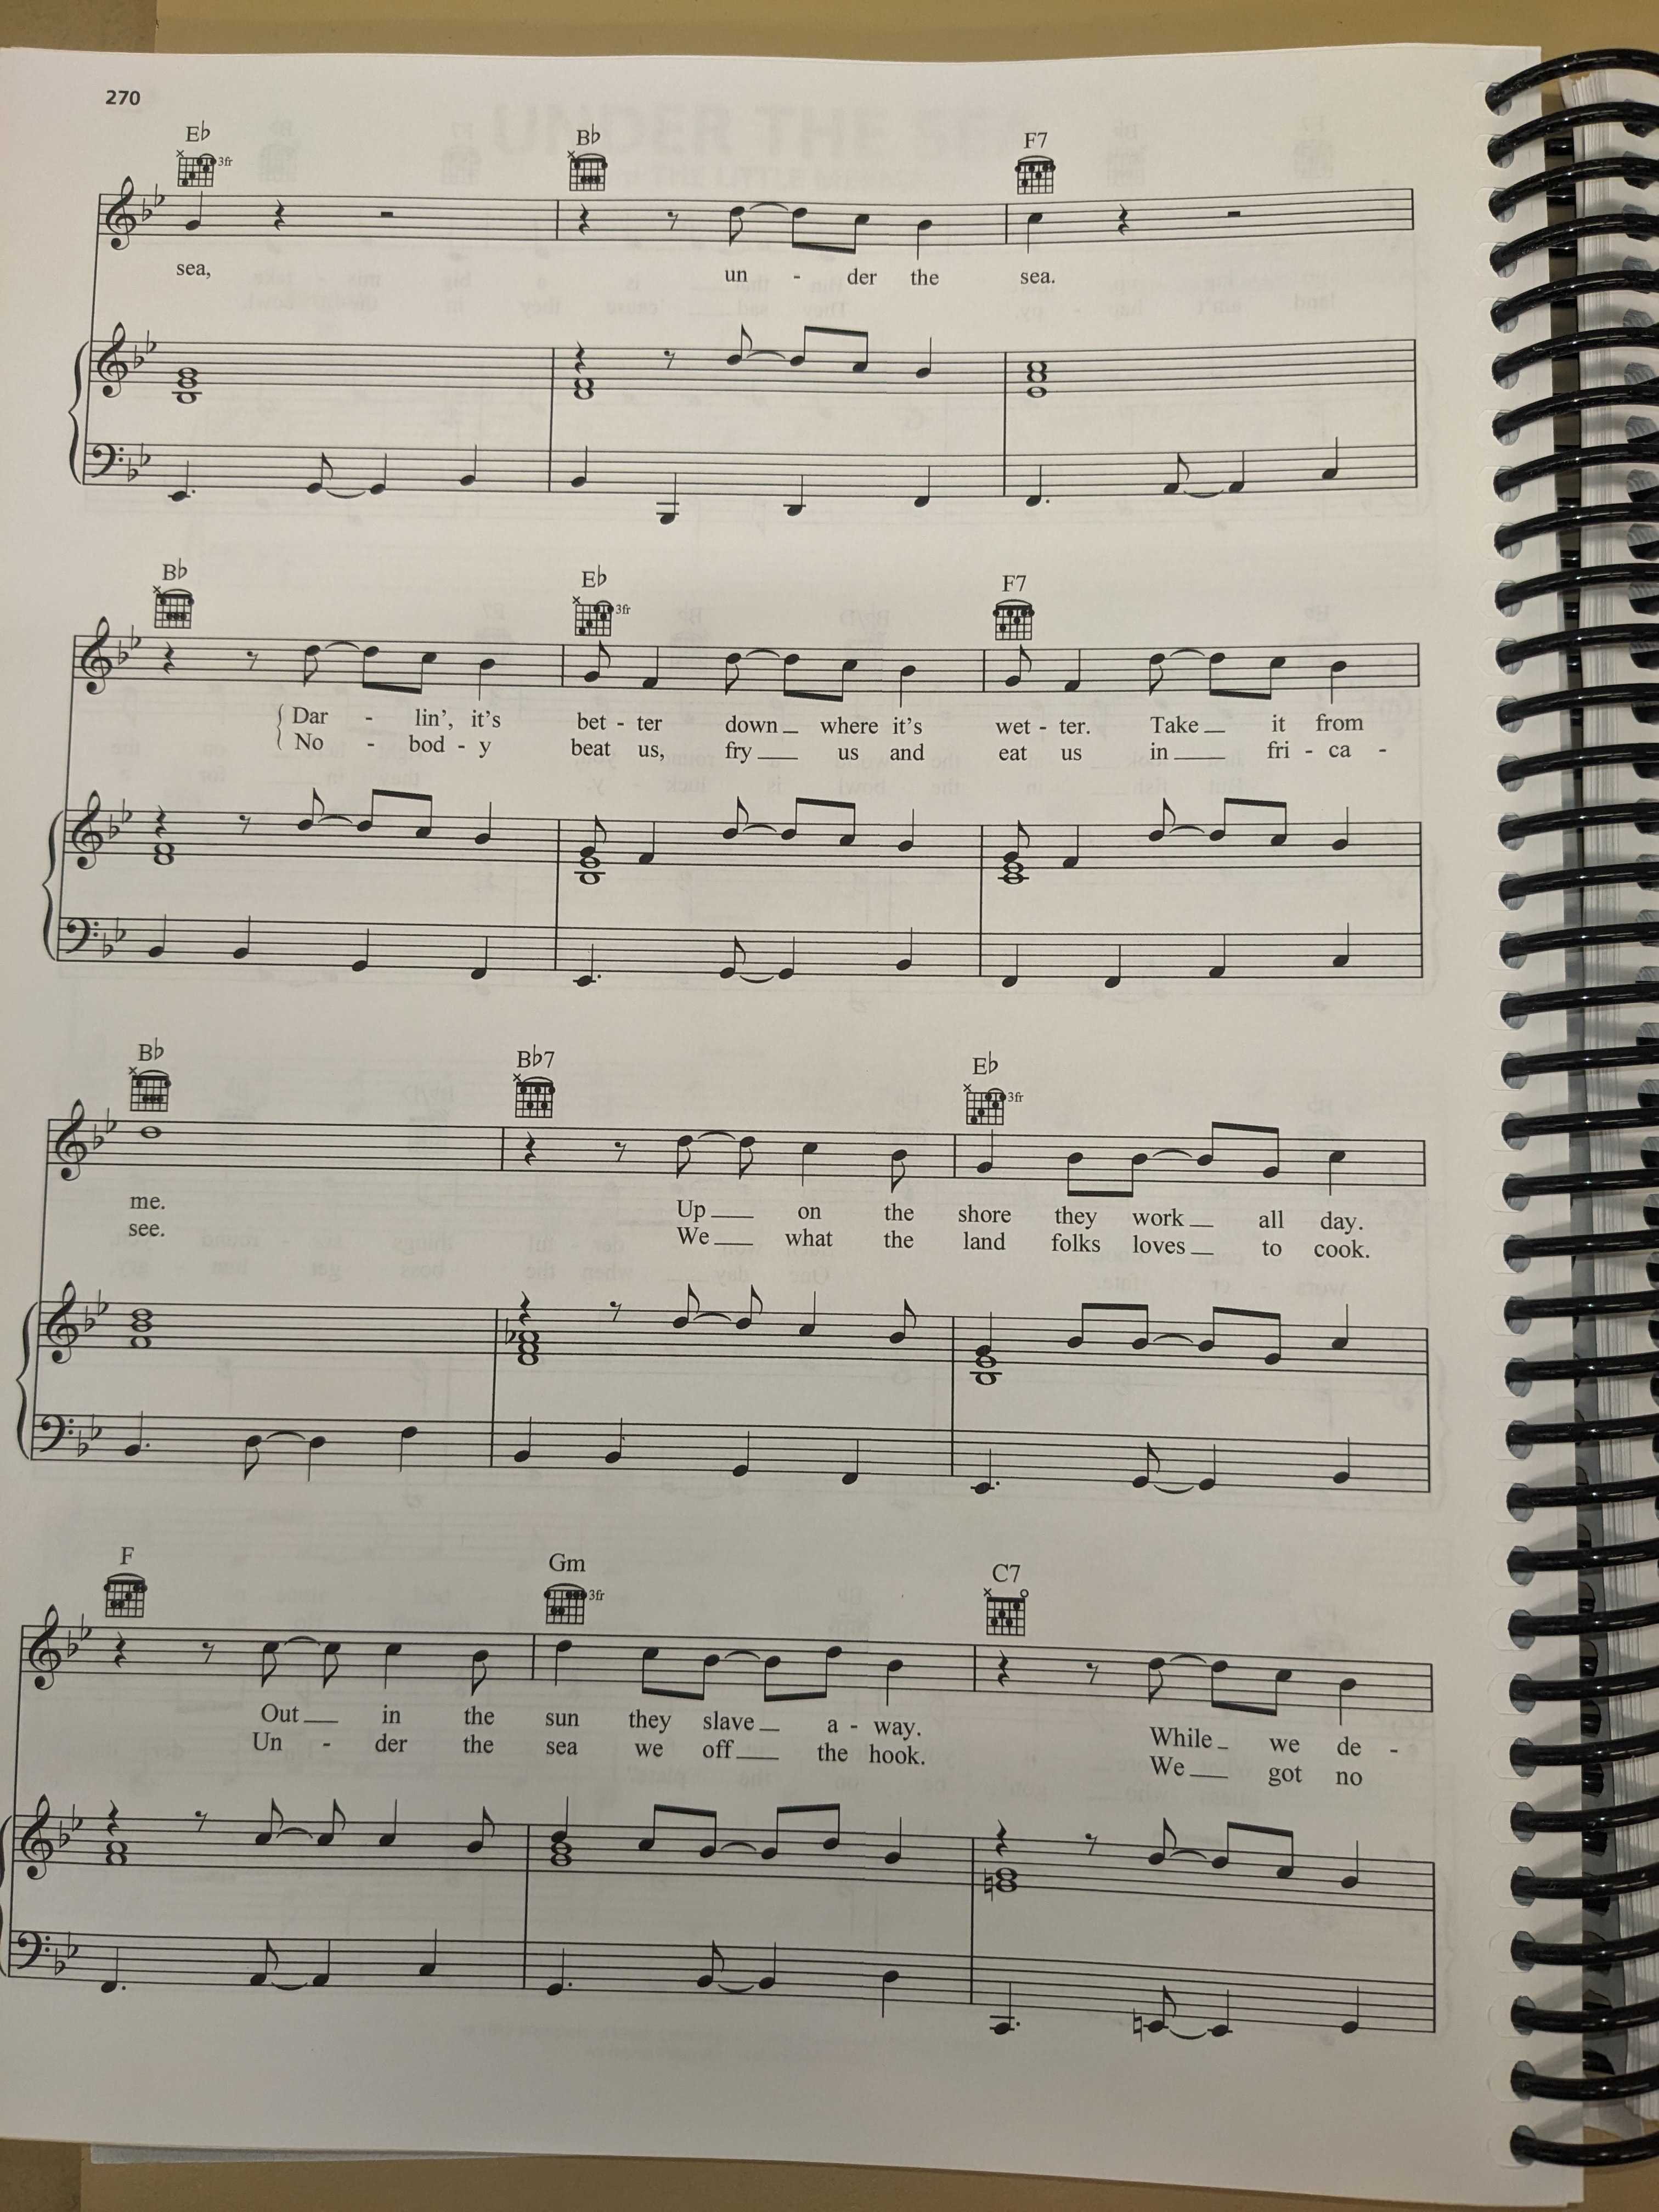 270
E♭ B♭ F7
3fr
sea, un - der the sea.
B♭ E♭ F7
3fr
Dar - lin', it's bet - ter down where it's wet - ter. Take it from
No - bod - y beat us, fry us and eat us in fri - ca -
B♭ B♭7 E♭
3fr
me. Up on the shore they work all day.
see. We what the land folks loves to cook.
F Gm C7
3fr
Out in the sun they slave a - way. While we de -
Un - der the sea we off the hook. We got no